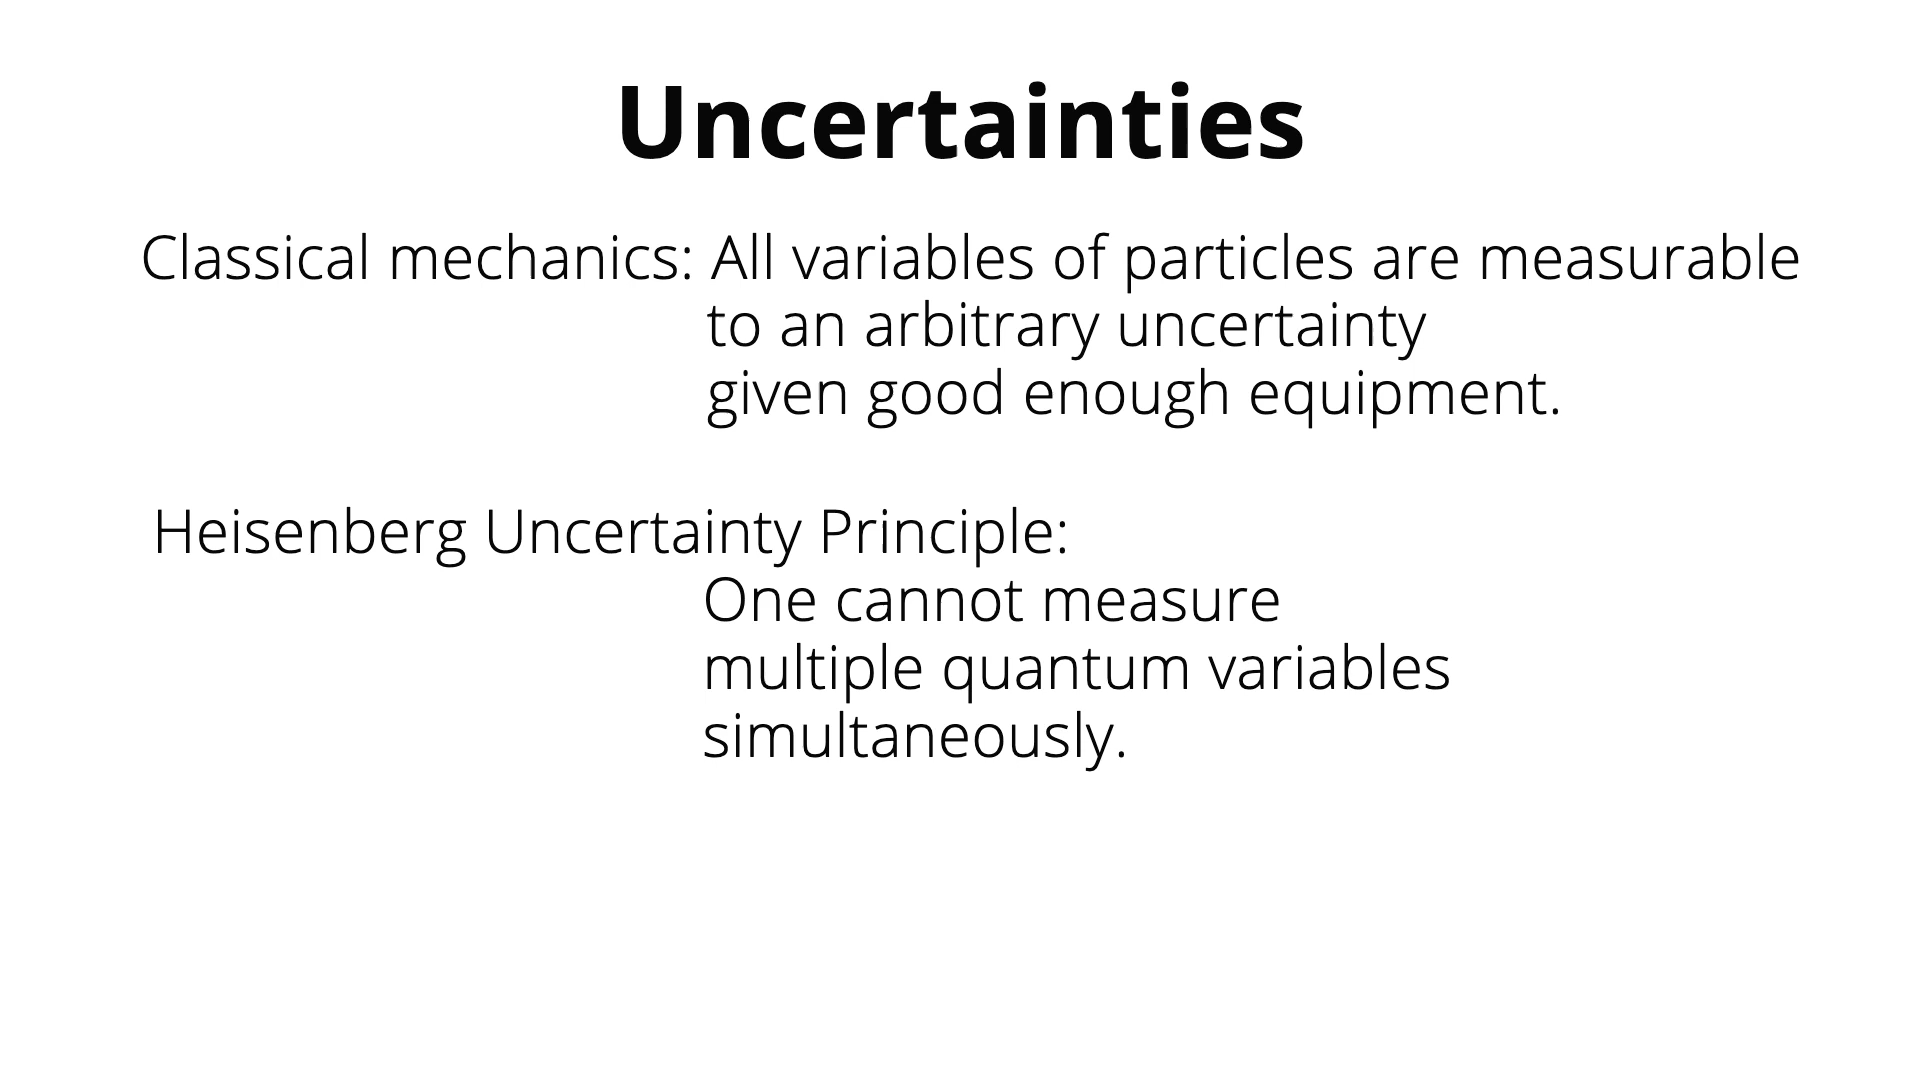 Uncertainties
Classical mechanics: All variables of particles are measurable
to an arbitrary uncertainty
given good enough equipment.
Heisenberg Uncertainty Principle:
One cannot measure
multiple quantum variables
simultaneously.